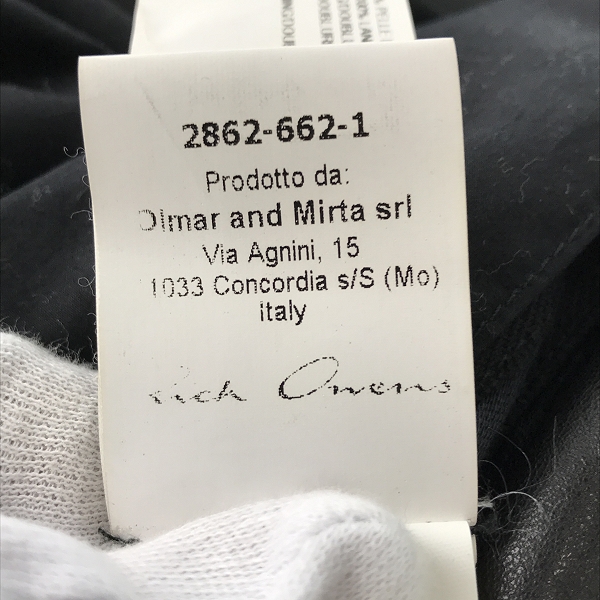 2862-662-1
Prodotto da:
Olmar and Mirta srl
Via Agnini, 15
1033 Concordia s/S (Mo)
Italy
Rick Owens